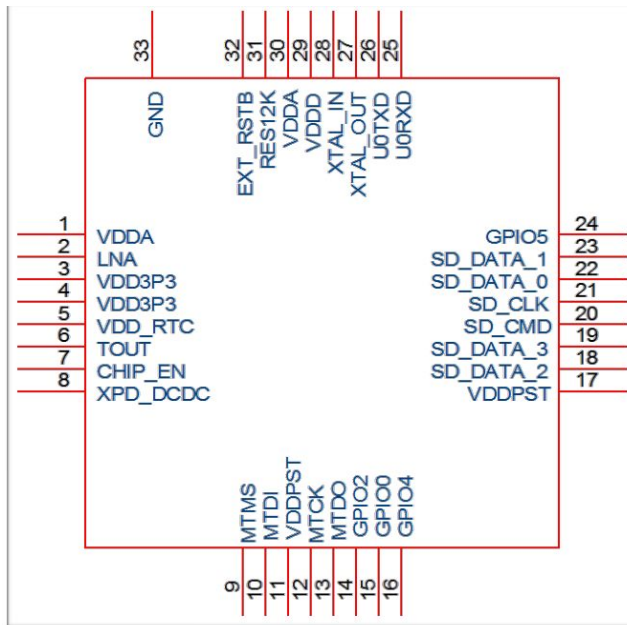 33
32
31
30
29
28
27
26
25
GND
EXT_RSTB
RES12K
VDDA
VDDD
XTAL_IN
XTAL_OUT
U0TXD
U0RXD
1 VDDA
2 LNA
3 VDD3P3
4 VDD3P3
5 VDD_RTC
6 TOUT
7 CHIP_EN
8 XPD_DCDC
GPIO5 24
SD_DATA_1 23
SD_DATA_0 22
SD_CLK 21
SD_CMD 20
SD_DATA_3 19
SD_DATA_2 18
VDDPST 17
MTMS
MTDI
VDDPST
MTCK
MTDO
GPIO2
GPIO0
GPIO4
9
10
11
12
13
14
15
16